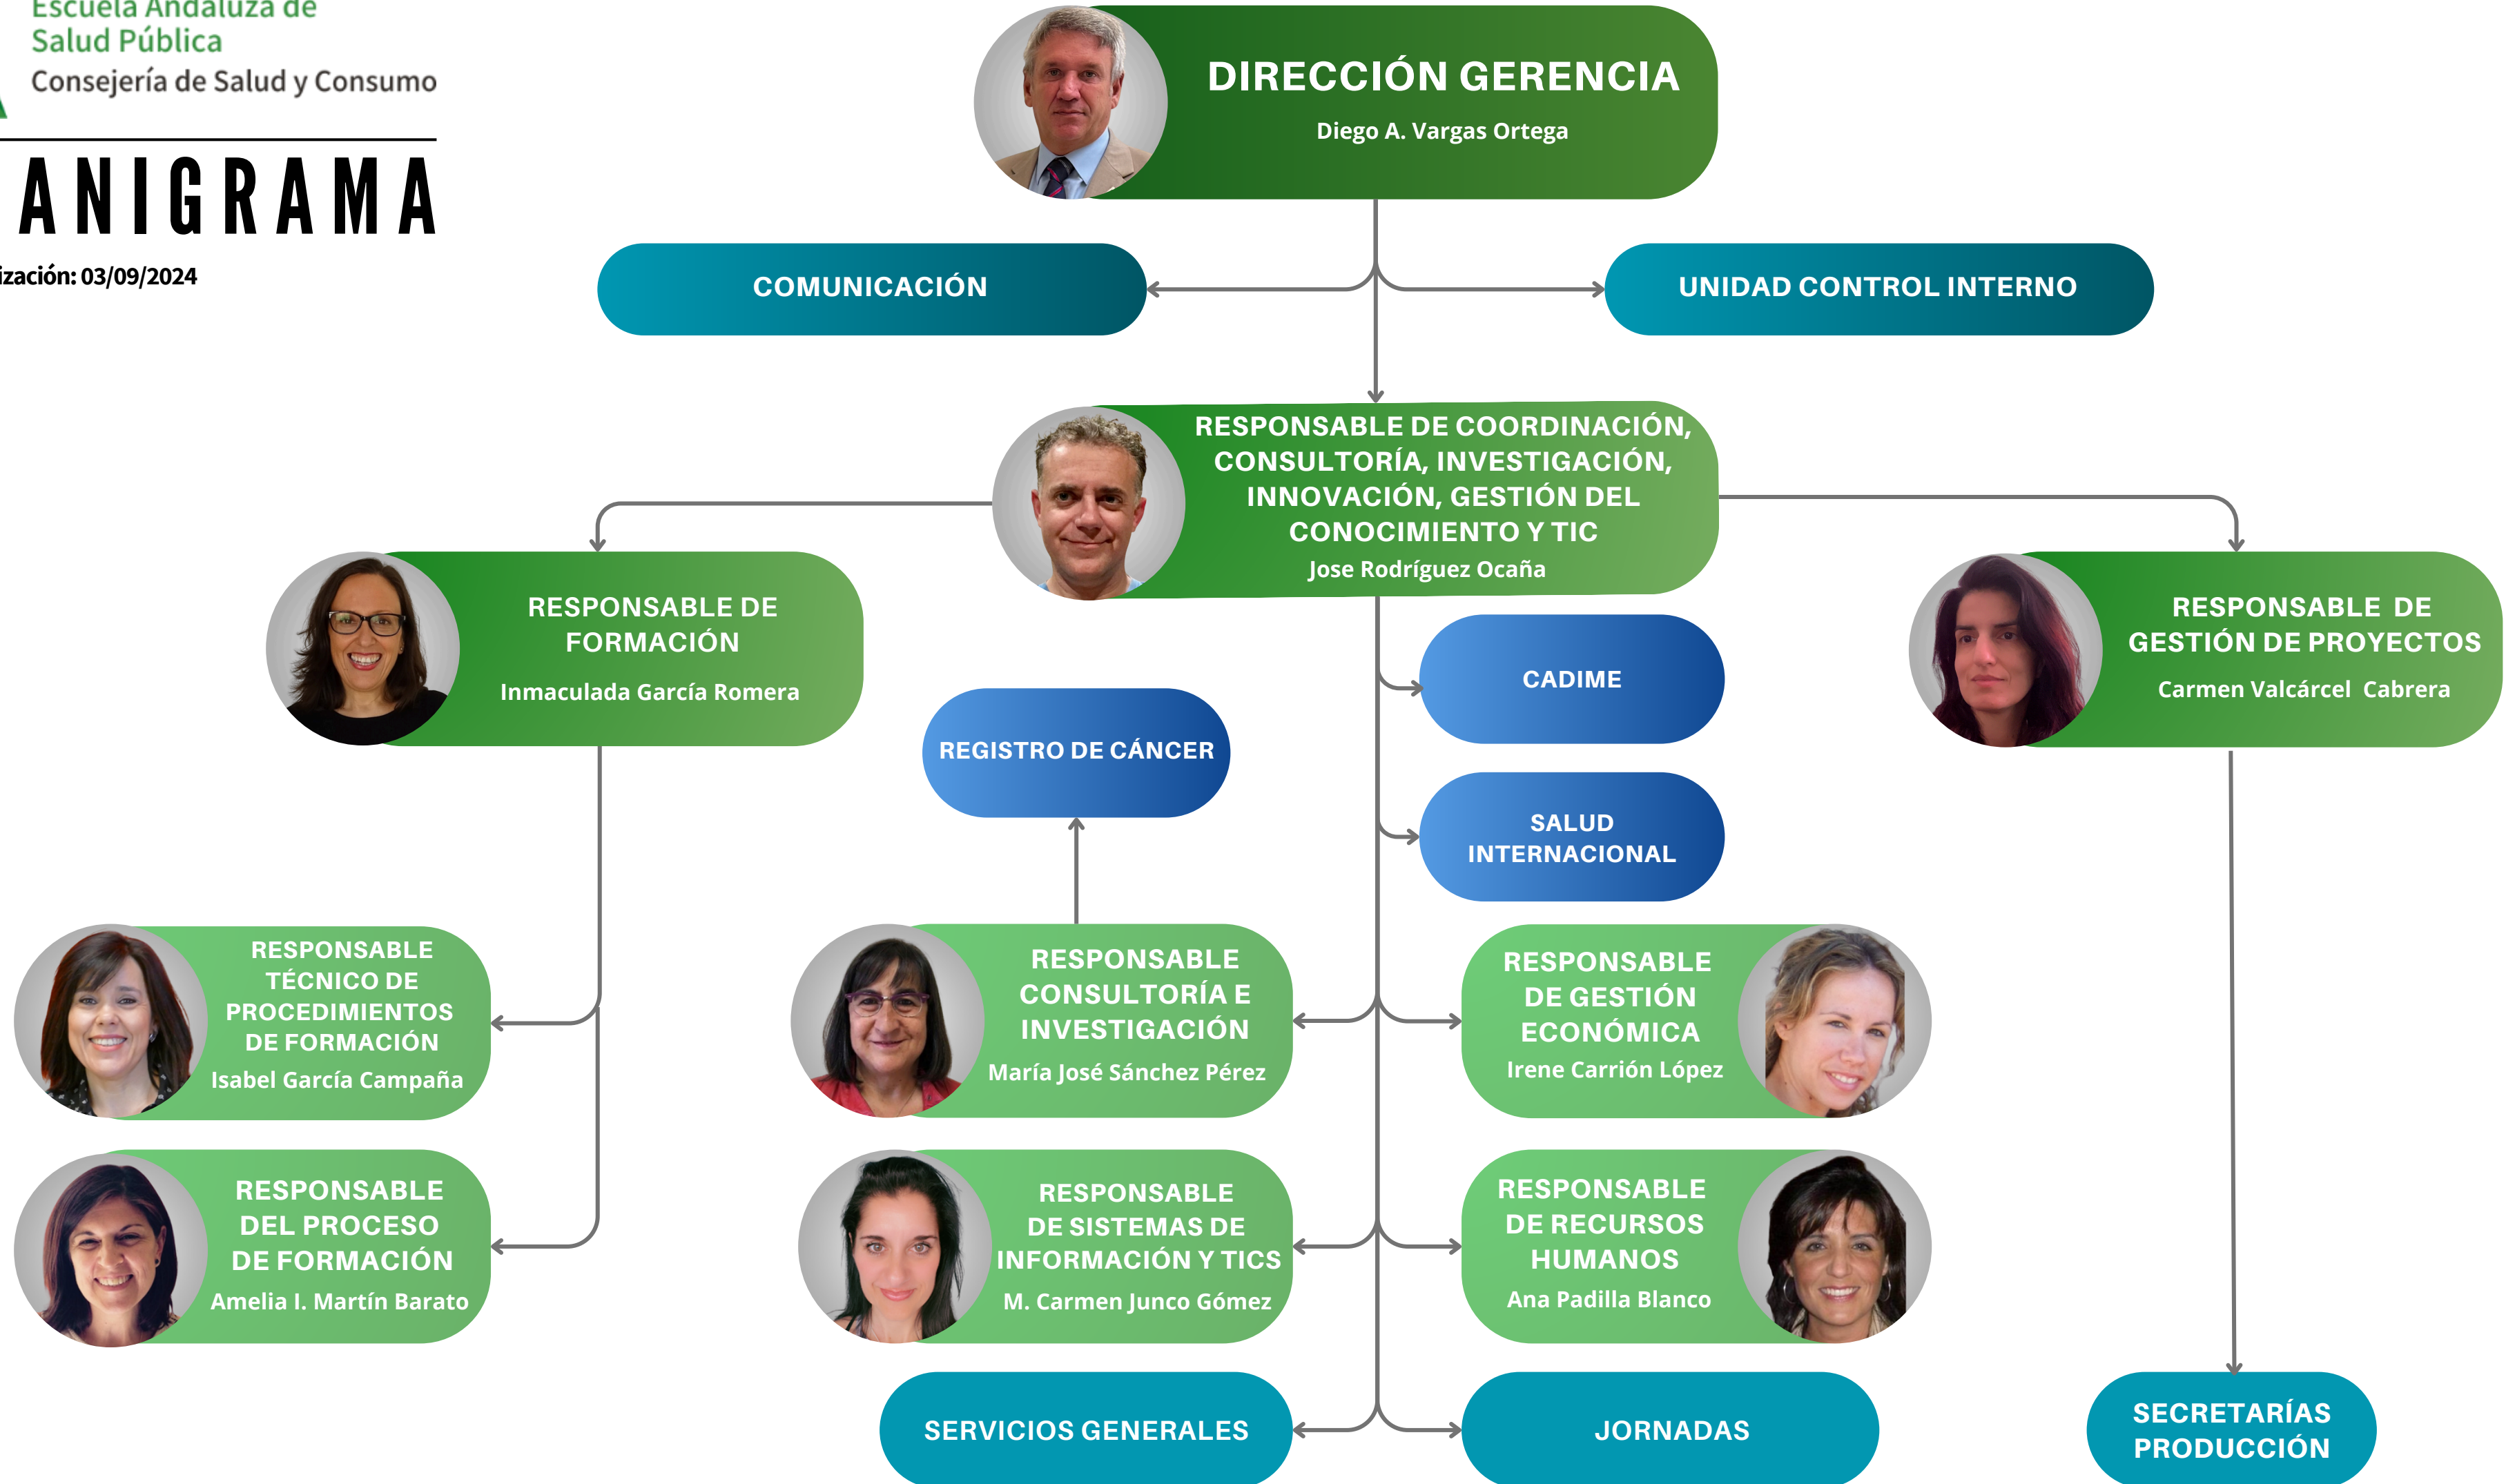 Escuela Andaluza de
Salud Pública
Consejería de Salud y Consumo
ANIGRAMA
ización: 03/09/2024
DIRECCIÓN GERENCIA
Diego A. Vargas Ortega
COMUNICACIÓN
UNIDAD CONTROL INTERNO
RESPONSABLE DE COORDINACIÓN,
CONSULTORÍA, INVESTIGACIÓN,
INNOVACIÓN, GESTIÓN DEL
CONOCIMIENTO Y TIC
Jose Rodríguez Ocaña
RESPONSABLE DE
FORMACIÓN
Inmaculada García Romera
RESPONSABLE  DE
GESTIÓN DE PROYECTOS
Carmen Valcárcel  Cabrera
CADIME
REGISTRO DE CÁNCER
SALUD
INTERNACIONAL
RESPONSABLE
TÉCNICO DE
PROCEDIMIENTOS
DE FORMACIÓN
Isabel García Campaña
RESPONSABLE
CONSULTORÍA E
INVESTIGACIÓN
María José Sánchez Pérez
RESPONSABLE
DE GESTIÓN
ECONÓMICA
Irene Carrión López
RESPONSABLE
DEL PROCESO
DE FORMACIÓN
Amelia I. Martín Barato
RESPONSABLE
DE SISTEMAS DE
INFORMACIÓN Y TICS
M. Carmen Junco Gómez
RESPONSABLE
DE RECURSOS
HUMANOS
Ana Padilla Blanco
SERVICIOS GENERALES
JORNADAS
SECRETARÍAS
PRODUCCIÓN